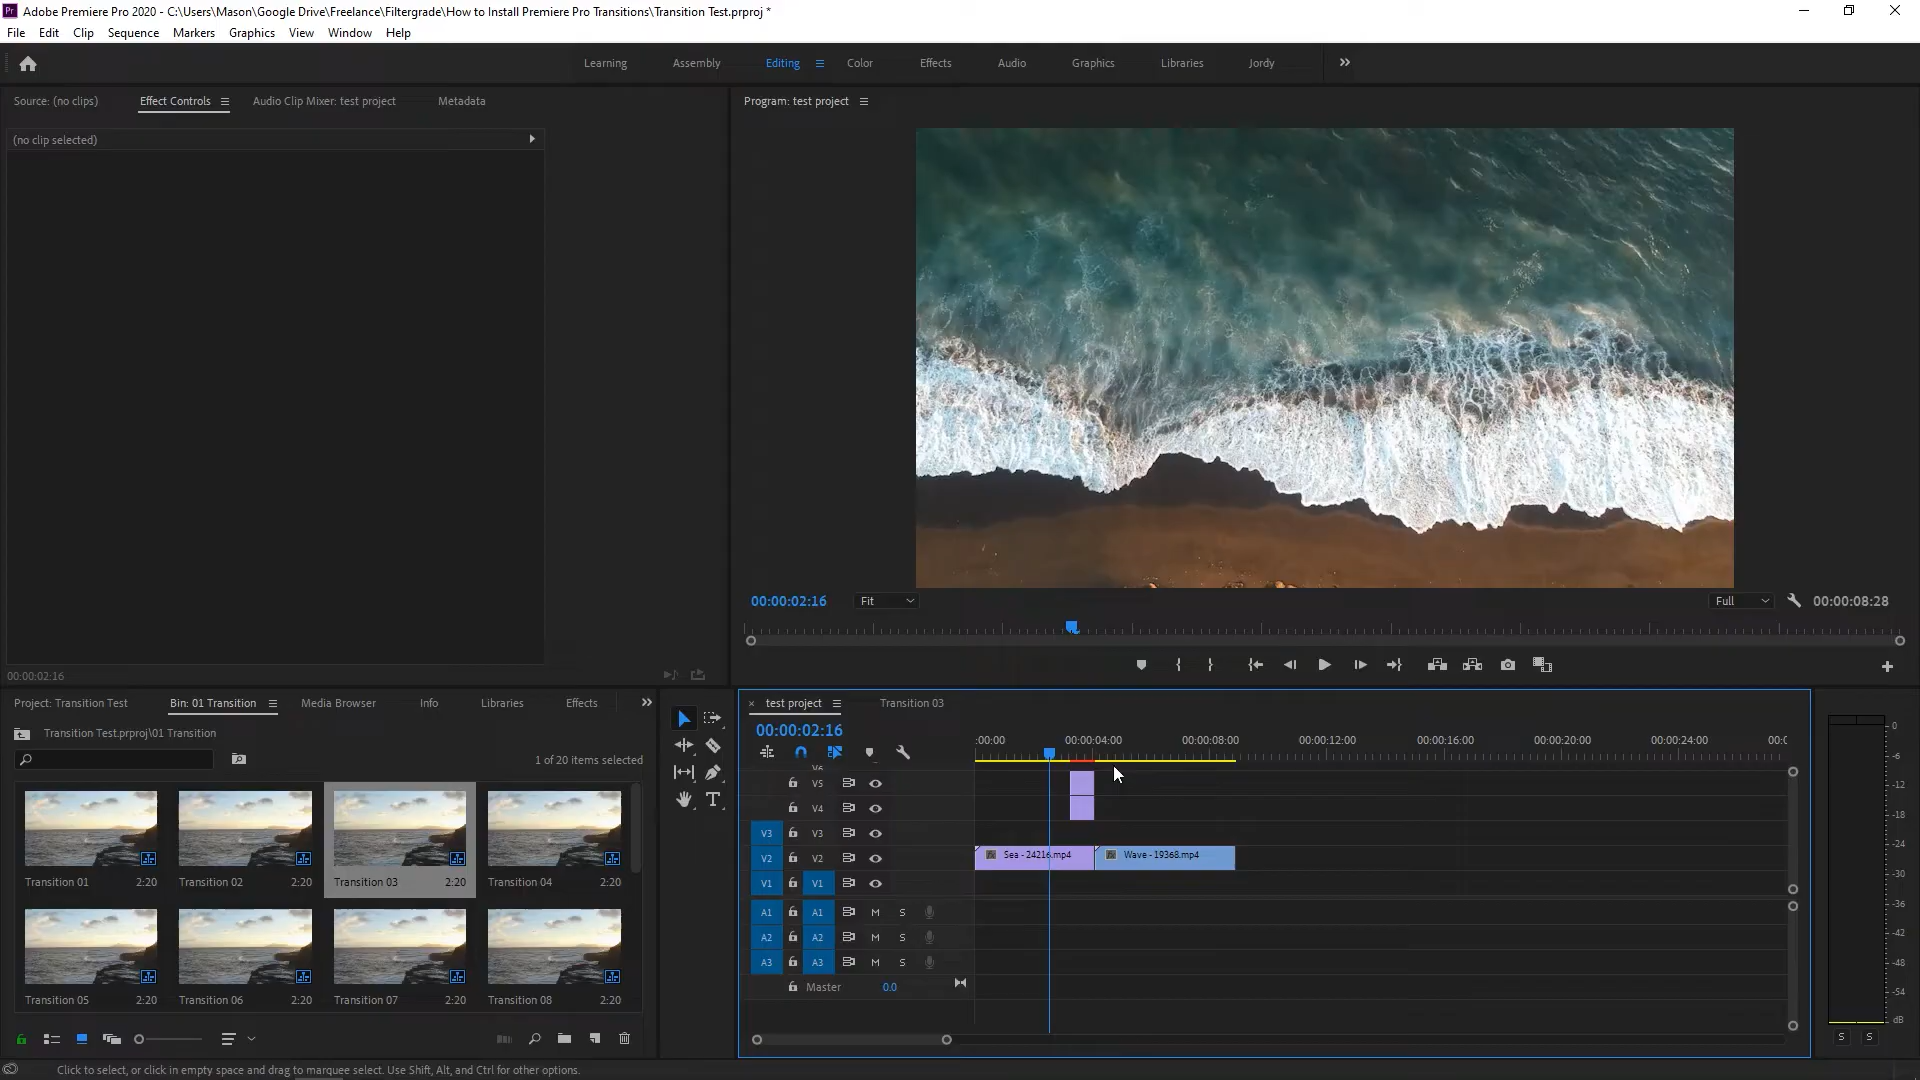 Pr Adobe Premiere Pro 2020 - C:\Users\Mason\Google Drive\Freelance\Filtergrade\How to Install Premiere Pro Transitions\Transition Test.prproj *
File Edit Clip Sequence Markers Graphics View Window Help
Learning Assembly Editing Color Effects Audio Graphics Libraries Jordy
Source: (no clips) Effect Controls Audio Clip Mixer: test project Metadata
(no clip selected)
00:00:02:16
Program: test project
00:00:02:16 Fit Full 00:00:08:28
Project: Transition Test Bin: 01 Transition Media Browser Info Libraries Effects
Transition Test.prproj\01 Transition
1 of 20 items selected
Transition 01 2:20 Transition 02 2:20 Transition 03 2:20 Transition 04 2:20
Transition 05 2:20 Transition 06 2:20 Transition 07 2:20 Transition 08 2:20
test project Transition 03
00:00:02:16
:00:00 00:00:04:00 00:00:08:00 00:00:12:00 00:00:16:00 00:00:20:00 00:00:24:00
V5
V4
V3 V3
V2 V2 Sea - 24216.mp4 Wave - 19368.mp4
V1 V1
A1 A1 M S
A2 A2 M S
A3 A3 M S
Master 0.0
0
-6
-12
-18
-24
-30
-36
-42
-48
-54
dB
S S
Click to select, or click in empty space and drag to marquee select. Use Shift, Alt, and Ctrl for other options.